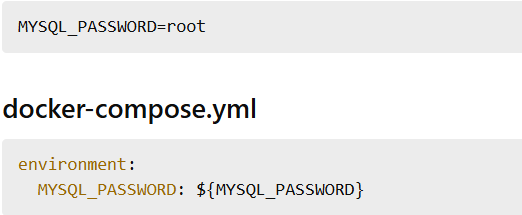 MYSQL_PASSWORD=root
docker-compose.yml
environment:
  MYSQL_PASSWORD: ${MYSQL_PASSWORD}